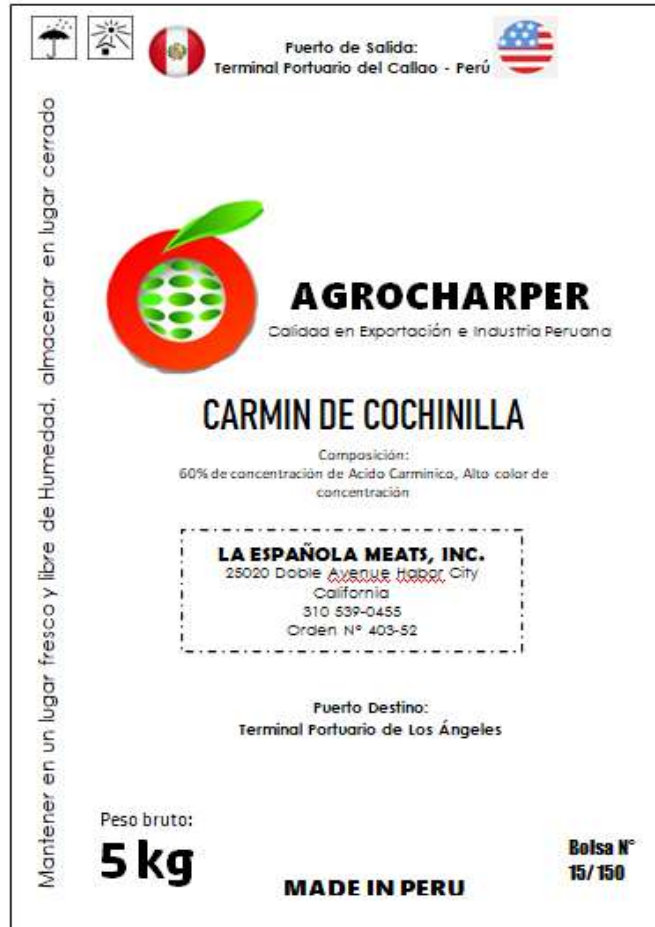 Puerto de Salida:
Terminal Portuario del Callao - Perú
Mantener en un lugar fresco y libre de Humedad, almacenar en lugar cerrado
AGROCHARPER
Calidad en Exportación e Industria Peruana
CARMIN DE COCHINILLA
Composición:
60% de concentración de Acido Carmínico, Alto color de
concentración
LA ESPAÑOLA MEATS, INC.
25020 Doble Avenue Habor City
California
310 539-0455
Orden N° 403-52
Puerto Destino:
Terminal Portuario de Los Ángeles
Peso bruto:
5 kg
MADE IN PERU
Bolsa N°
15/150